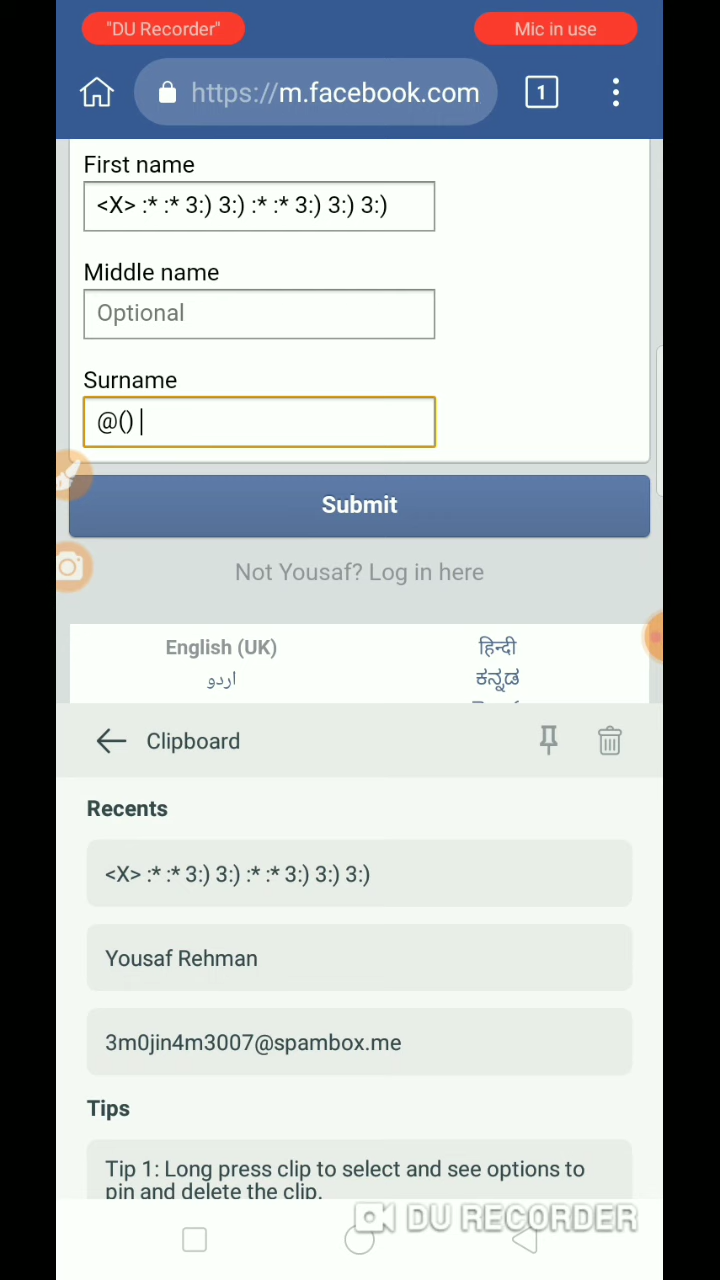 "DU Recorder"
Mic in use
https://m.facebook.com
1
First name
<X> :* :* 3:) 3:) :* :* 3:) 3:) 3:)
Middle name
Optional
Surname
@()
Submit
Not Yousaf? Log in here
English (UK)
हिन्दी
اردو
ಕನ್ನಡ
Clipboard
Recents
<X> :* :* 3:) 3:) :* :* 3:) 3:) 3:)
Yousaf Rehman
3m0jin4m3007@spambox.me
Tips
Tip 1: Long press clip to select and see options to
pin and delete the clip.
DU RECORDER